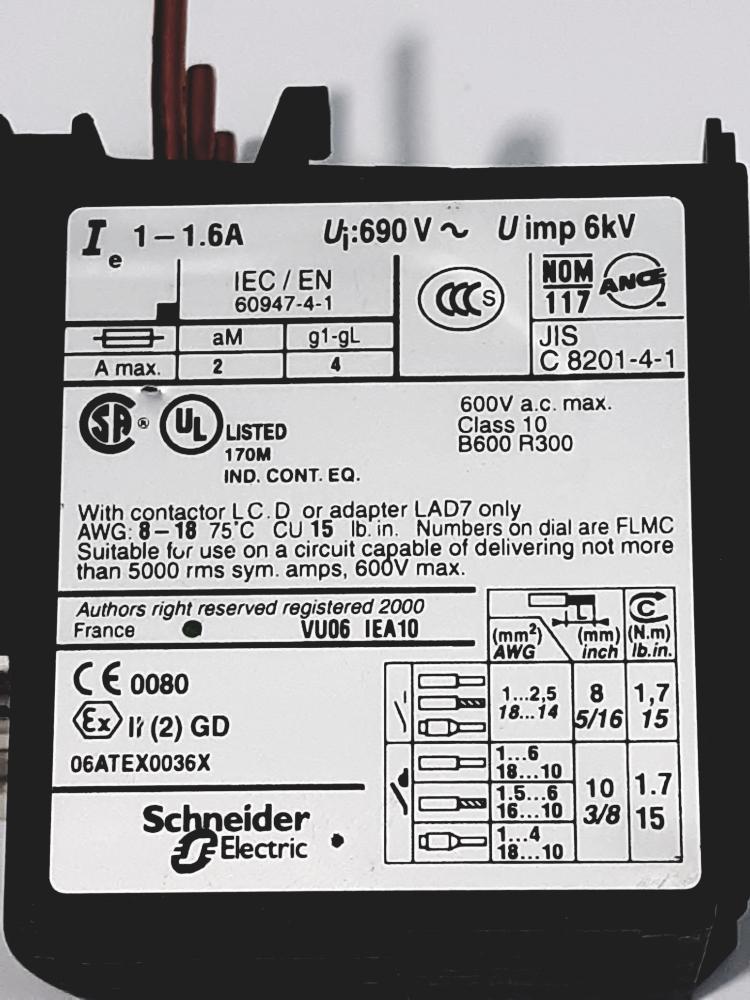 Ie 1–1.6A Ui:690 V ~ U imp 6kV
IEC / EN
60947-4-1
CCC S
NOM
117
ANCE
aM g1-gL
A max. 2 4
JIS
C 8201-4-1
SA ® UL LISTED
170M
IND. CONT. EQ.
600V a.c. max.
Class 10
B600 R300
With contactor LC.D or adapter LAD7 only
AWG: 8–18 75°C CU 15 lb. in. Numbers on dial are FLMC
Suitable for use on a circuit capable of delivering not more
than 5000 rms sym. amps, 600V max.
Authors right reserved registered 2000
France VU06 IEA10
L C
(mm²) (mm) (N.m)
AWG inch lb.in.
CE 0080
Ex II (2) GD
06ATEX0036X
1...2,5 8 1,7
18...14 5/16 15
1...6
18...10
1.5...6 10 1.7
16...10 3/8 15
1...4
18...10
Schneider
Electric